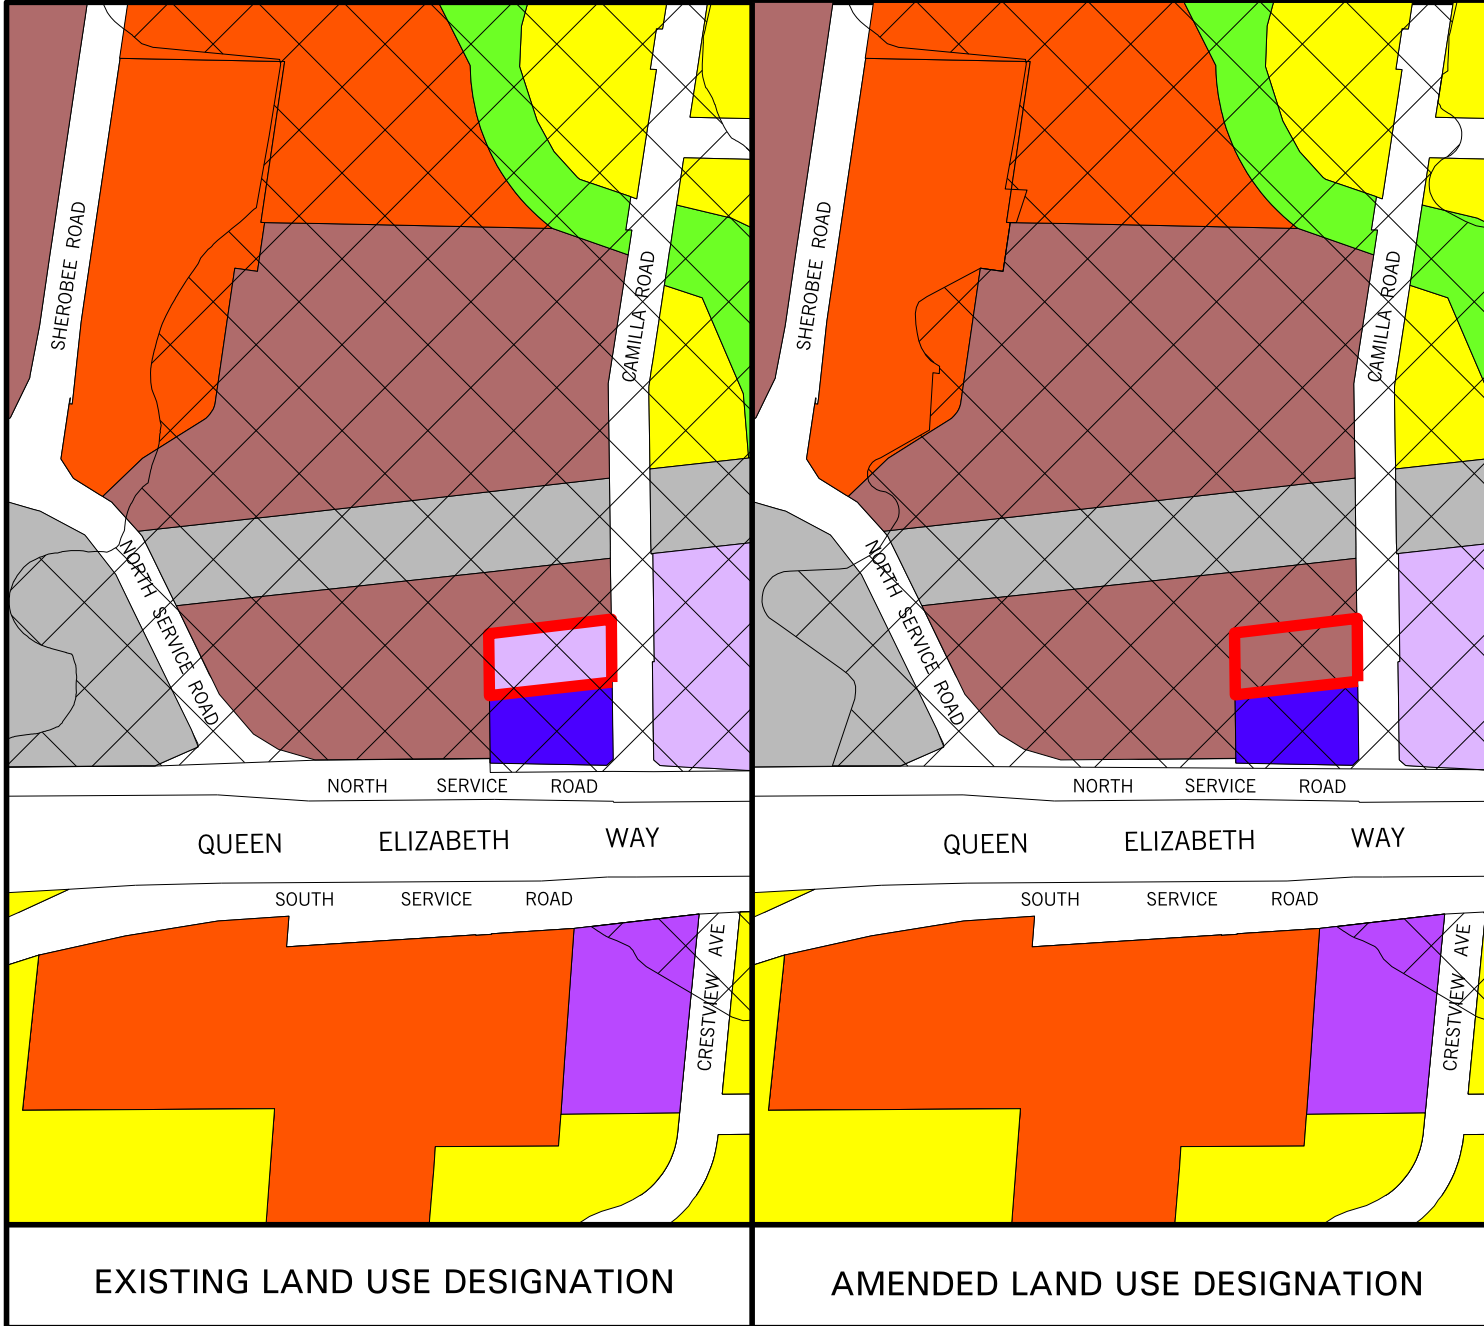 SHEROBEE ROAD
CAMILLA ROAD
NORTH SERVICE ROAD
NORTH SERVICE ROAD
QUEEN ELIZABETH WAY
SOUTH SERVICE ROAD
CRESTVIEW AVE
EXISTING LAND USE DESIGNATION
SHEROBEE ROAD
CAMILLA ROAD
NORTH SERVICE ROAD
NORTH SERVICE ROAD
QUEEN ELIZABETH WAY
SOUTH SERVICE ROAD
CRESTVIEW AVE
AMENDED LAND USE DESIGNATION